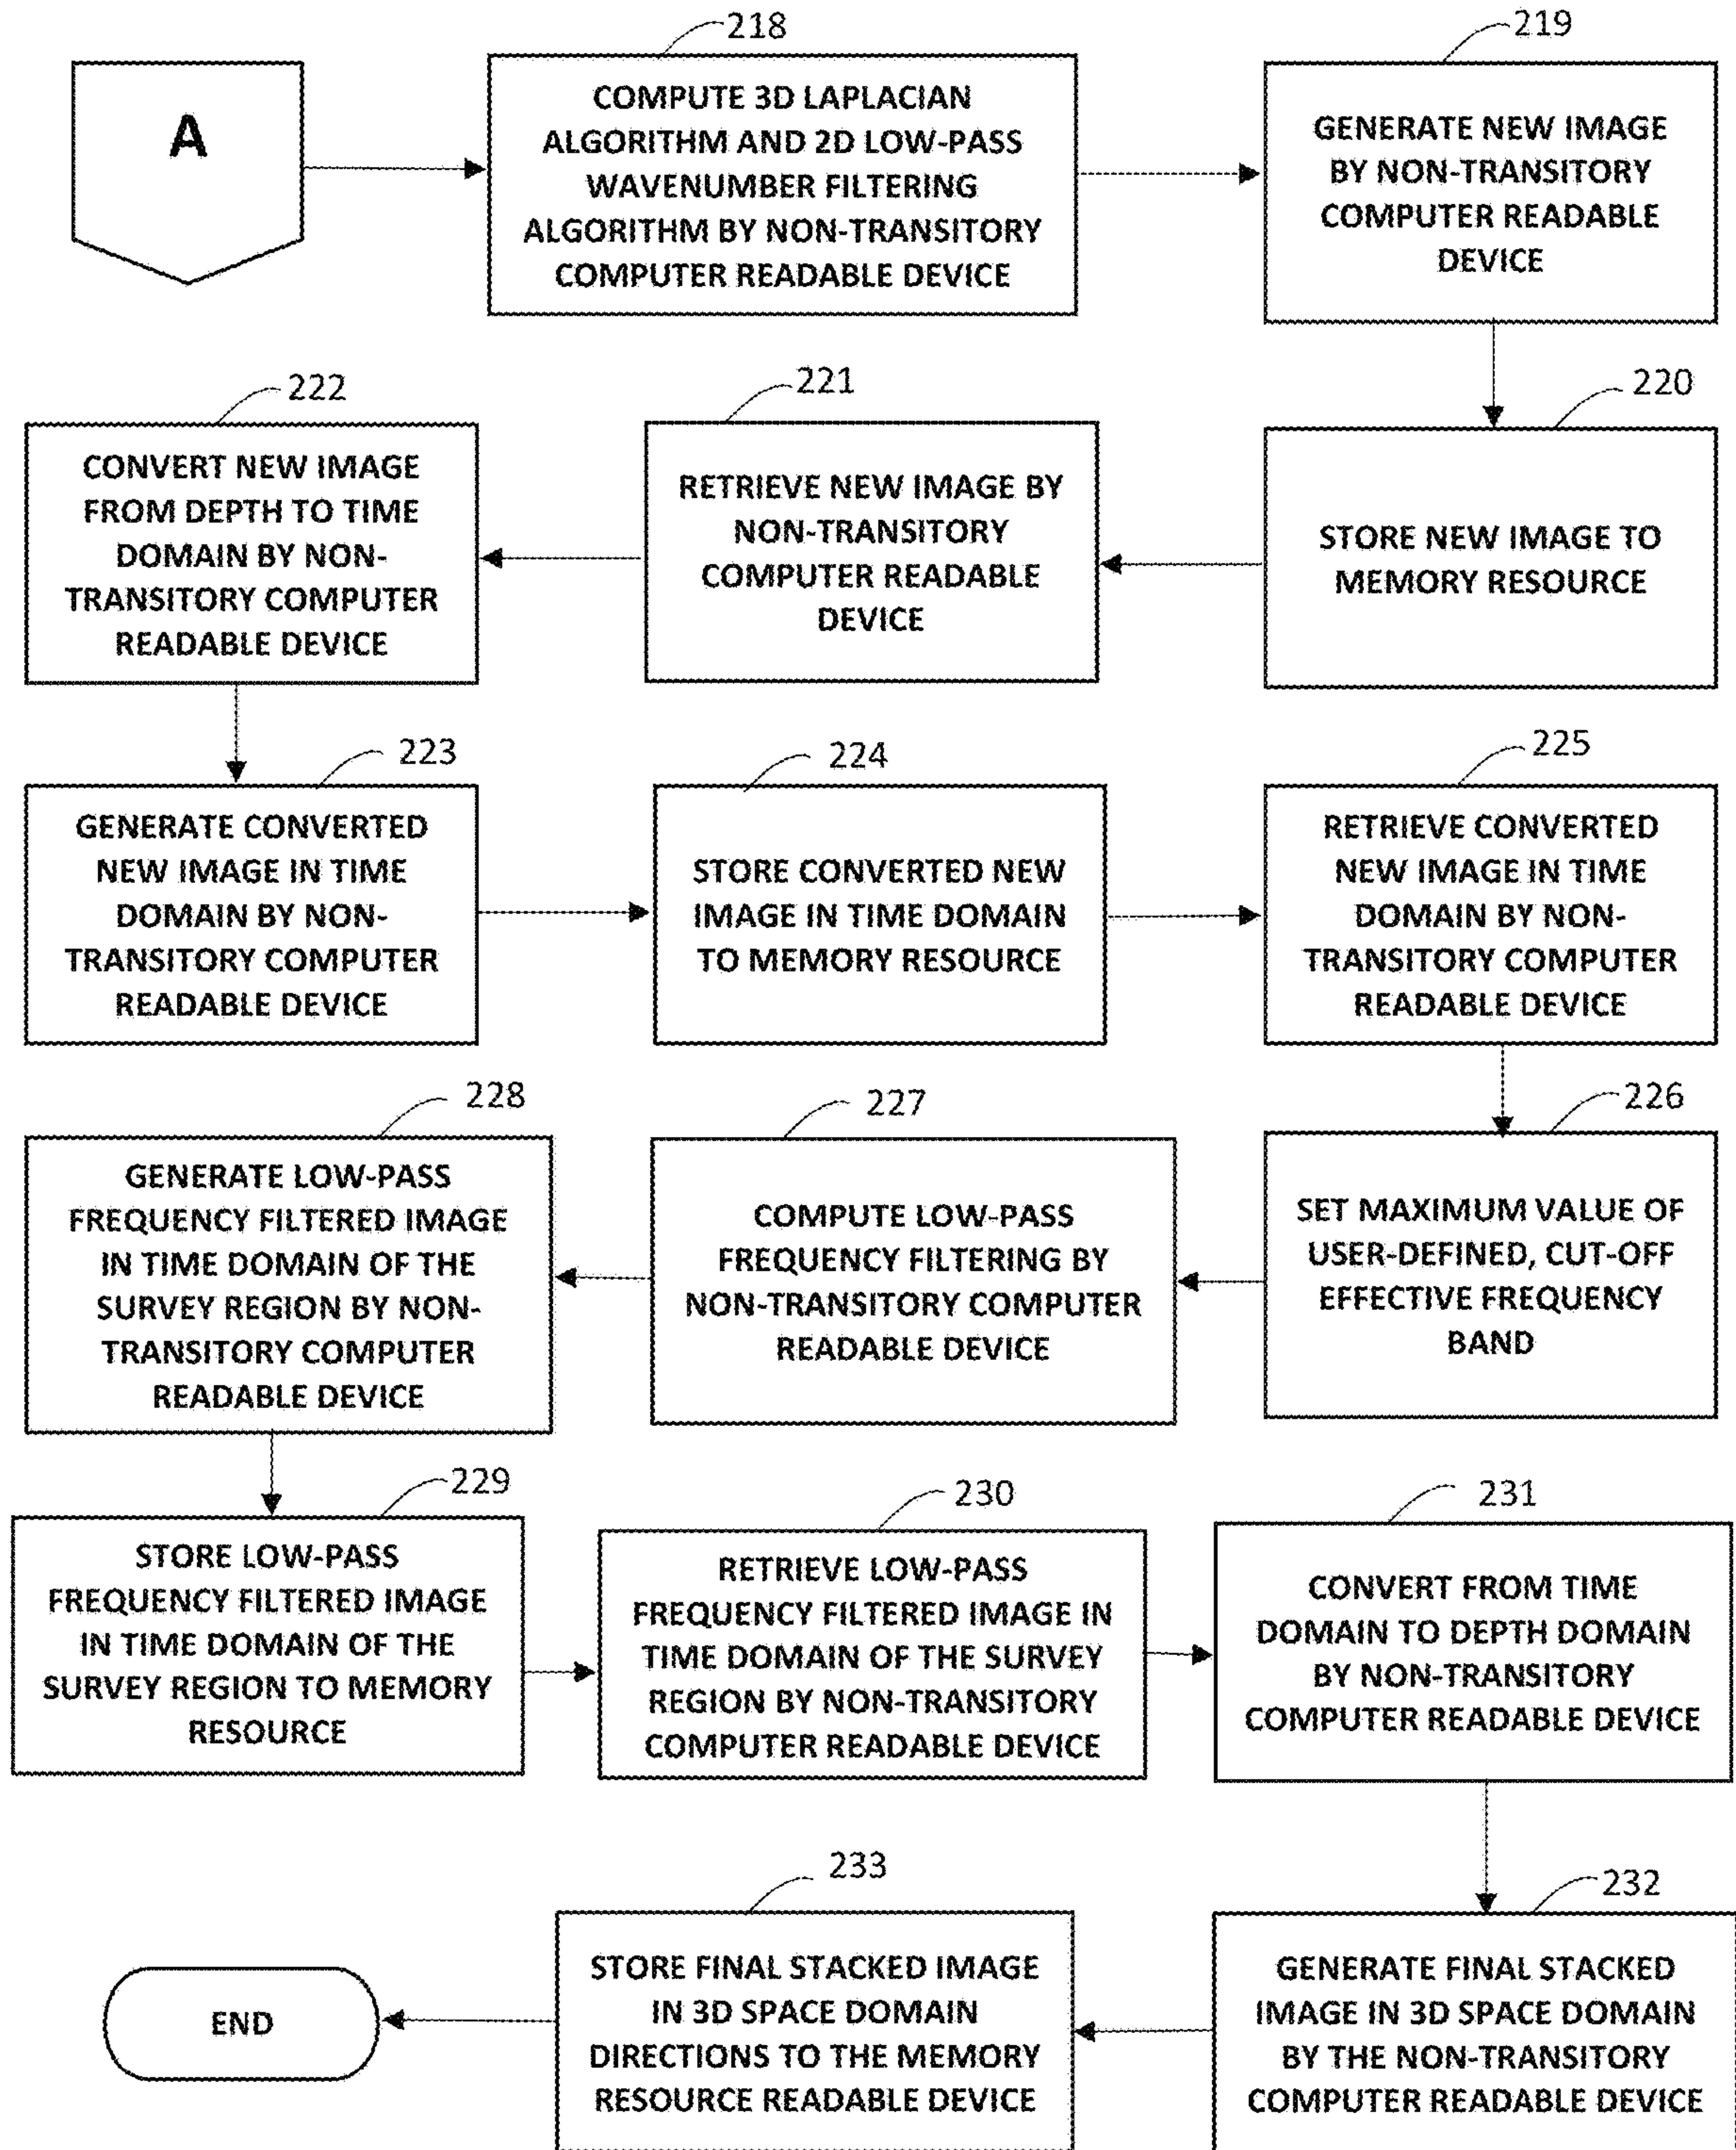 A
218
COMPUTE 3D LAPLACIAN
ALGORITHM AND 2D LOW-PASS
WAVENUMBER FILTERING
ALGORITHM BY NON-TRANSITORY
COMPUTER READABLE DEVICE
219
GENERATE NEW IMAGE
BY NON-TRANSITORY
COMPUTER READABLE
DEVICE
220
STORE NEW IMAGE TO
MEMORY RESOURCE
221
RETRIEVE NEW IMAGE BY
NON-TRANSITORY
COMPUTER READABLE
DEVICE
222
CONVERT NEW IMAGE
FROM DEPTH TO TIME
DOMAIN BY NON-
TRANSITORY COMPUTER
READABLE DEVICE
223
GENERATE CONVERTED
NEW IMAGE IN TIME
DOMAIN BY NON-
TRANSITORY COMPUTER
READABLE DEVICE
224
STORE CONVERTED NEW
IMAGE IN TIME DOMAIN
TO MEMORY RESOURCE
225
RETRIEVE CONVERTED
NEW IMAGE IN TIME
DOMAIN BY NON-
TRANSITORY COMPUTER
READABLE DEVICE
226
SET MAXIMUM VALUE OF
USER-DEFINED, CUT-OFF
EFFECTIVE FREQUENCY
BAND
227
COMPUTE LOW-PASS
FREQUENCY FILTERING BY
NON-TRANSITORY COMPUTER
READABLE DEVICE
228
GENERATE LOW-PASS
FREQUENCY FILTERED IMAGE
IN TIME DOMAIN OF THE
SURVEY REGION BY NON-
TRANSITORY COMPUTER
READABLE DEVICE
229
STORE LOW-PASS
FREQUENCY FILTERED IMAGE
IN TIME DOMAIN OF THE
SURVEY REGION TO MEMORY
RESOURCE
230
RETRIEVE LOW-PASS
FREQUENCY FILTERED IMAGE IN
TIME DOMAIN OF THE SURVEY
REGION BY NON-TRANSITORY
COMPUTER READABLE DEVICE
231
CONVERT FROM TIME
DOMAIN TO DEPTH DOMAIN
BY NON-TRANSITORY
COMPUTER READABLE DEVICE
232
GENERATE FINAL STACKED
IMAGE IN 3D SPACE DOMAIN
BY THE NON-TRANSITORY
COMPUTER READABLE DEVICE
233
STORE FINAL STACKED IMAGE
IN 3D SPACE DOMAIN
DIRECTIONS TO THE MEMORY
RESOURCE READABLE DEVICE
END